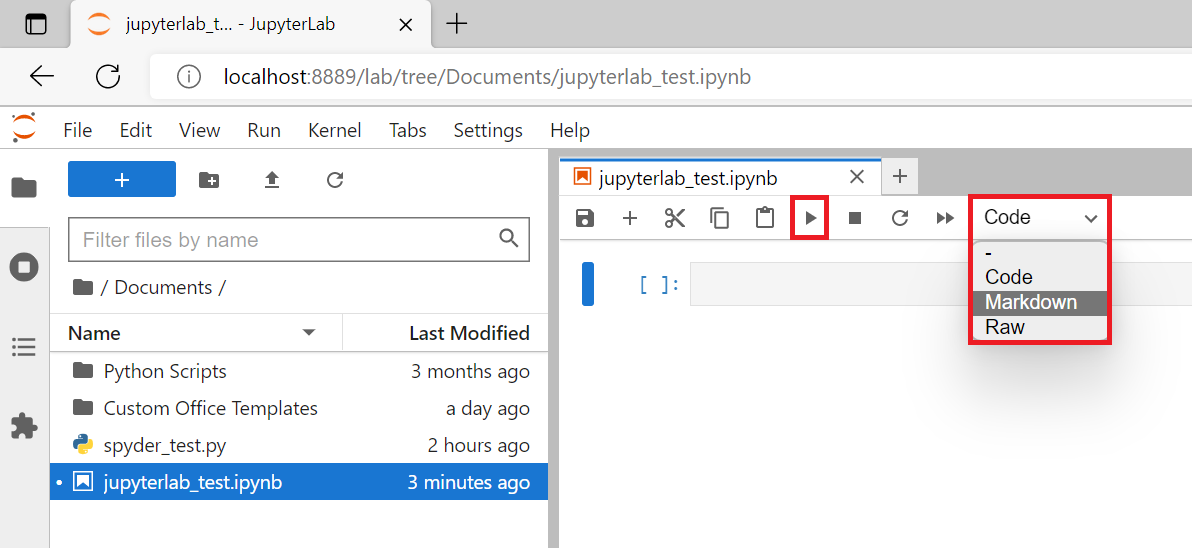 jupyterlab_t... - JupyterLab
localhost:8889/lab/tree/Documents/jupyterlab_test.ipynb
File Edit View Run Kernel Tabs Settings Help
jupyterlab_test.ipynb
Code
Filter files by name
/ Documents /
-
Code
Markdown
Raw
[ ]:
Name Last Modified
Python Scripts 3 months ago
Custom Office Templates a day ago
spyder_test.py 2 hours ago
jupyterlab_test.ipynb 3 minutes ago